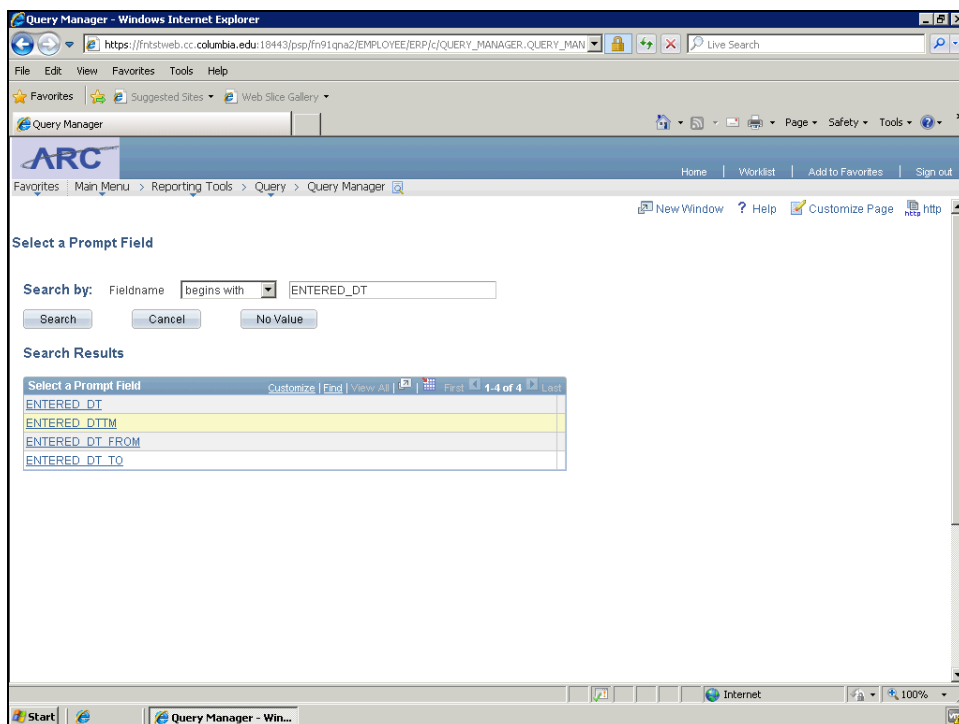 Query Manager - Windows Internet Explorer
https://fntstweb.cc.columbia.edu:18443/psp/fn91qna2/EMPLOYEE/ERP/c/QUERY_MANAGER.QUERY_MAN
Live Search
File Edit View Favorites Tools Help
Favorites Suggested Sites Web Slice Gallery
Query Manager Page Safety Tools
ARC
Home | Worklist | Add to Favorites | Sign out
Favorites Main Menu > Reporting Tools > Query > Query Manager
New Window ? Help Customize Page http
Select a Prompt Field
Search by: Fieldname begins with ENTERED_DT
Search Cancel No Value
Search Results
Select a Prompt Field Customize | Find | View All | | First 1-4 of 4 Last
ENTERED_DT
ENTERED_DTTM
ENTERED_DT_FROM
ENTERED_DT_TO
Internet 100%
Start Query Manager - Win...